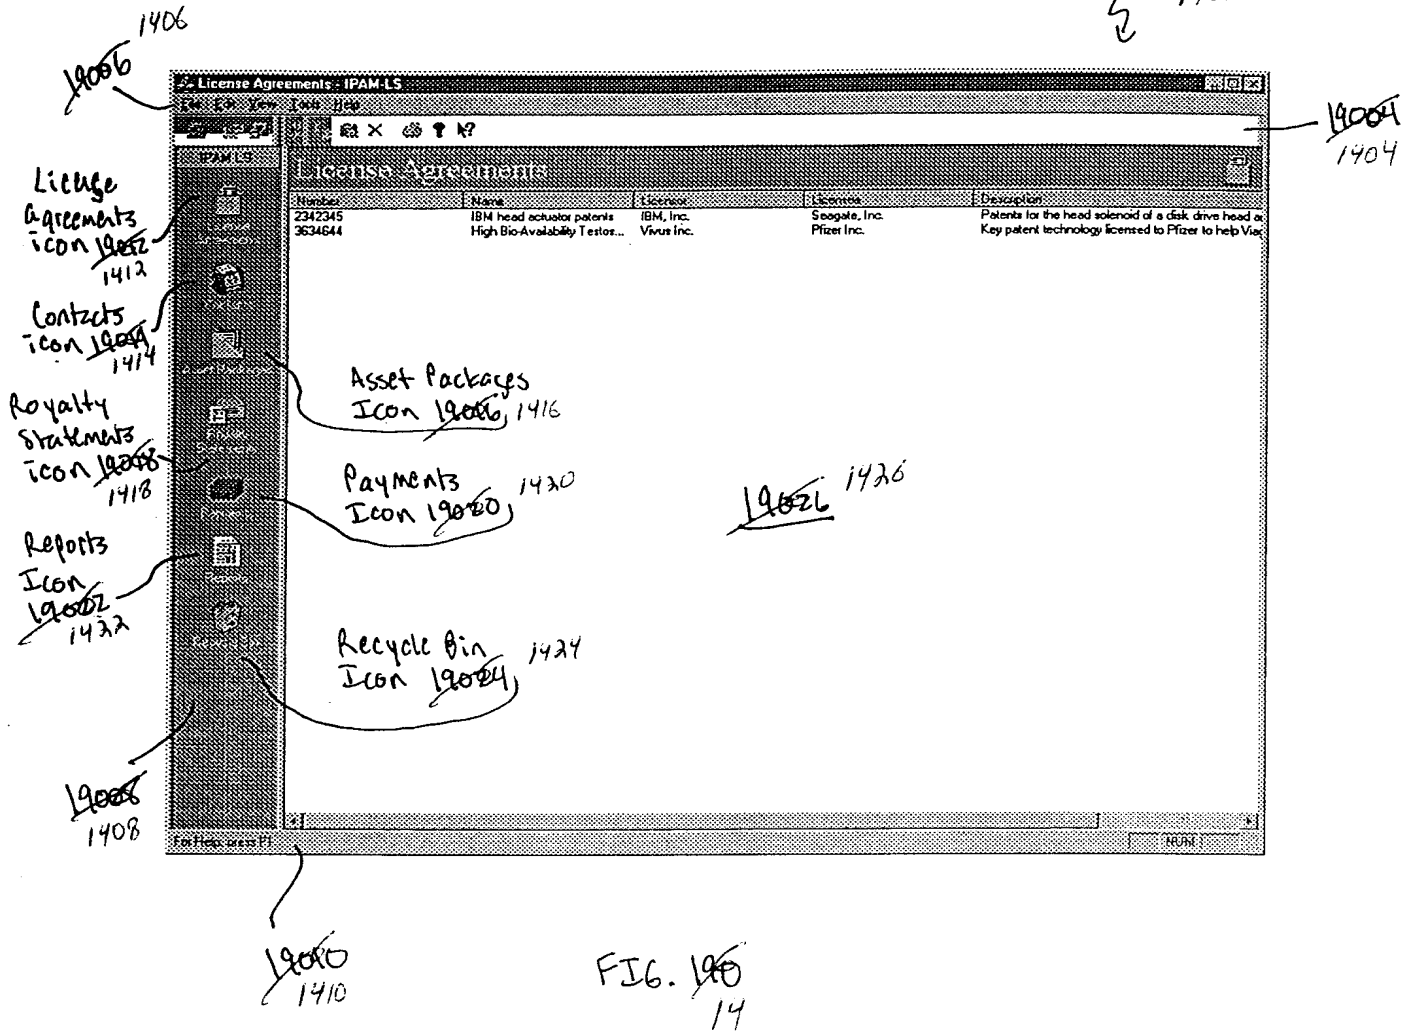 1406
19006
License Agreements - IPAM-LS
File Edit View Tools Help
19004
1404
IPAM-LS
License Agreements
Number Name Licensor Licensee Description
2342345 IBM head actuator patents IBM, Inc. Seagate, Inc. Patents for the head solenoid of a disk drive head ac
3634644 High Bio-Availability Testos... Vivus Inc. Pfizer Inc. Key patent technology licensed to Pfizer to help Viag
License
agreements
icon 19012
1412
Contacts
icon 19014
1414
Asset Packages
Icon 19016, 1416
Royalty
Statements
icon 19018
1418
Payments 1420
Icon 19020,
19026 1426
Reports
Icon
19022
1422
Reports
Recycle Bin 1424
Icon 19024,
19008
1408
For Help, press F1
NUM
19010
1410
FIG. 190
14